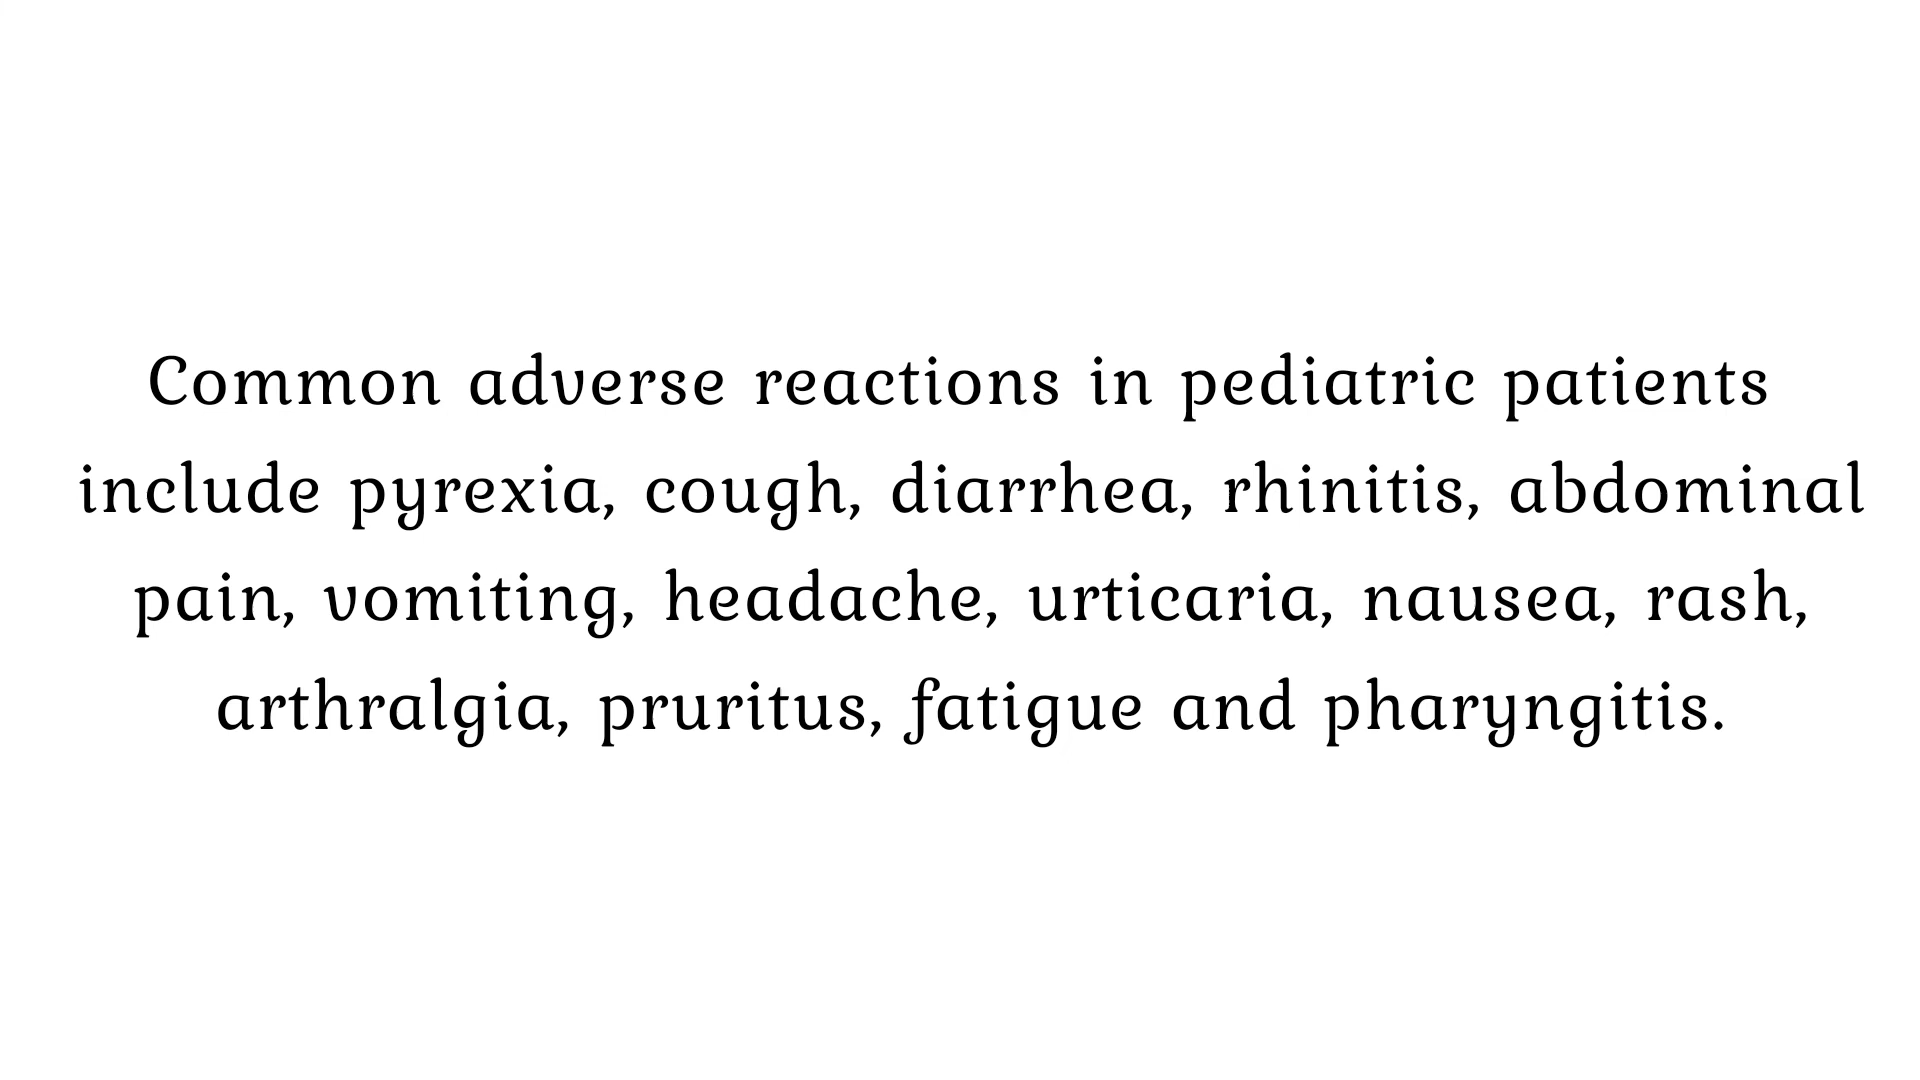 Common adverse reactions in pediatric patients
include pyrexia, cough, diarrhea, rhinitis, abdominal
pain, vomiting, headache, urticaria, nausea, rash,
arthralgia, pruritus, fatigue and pharyngitis.